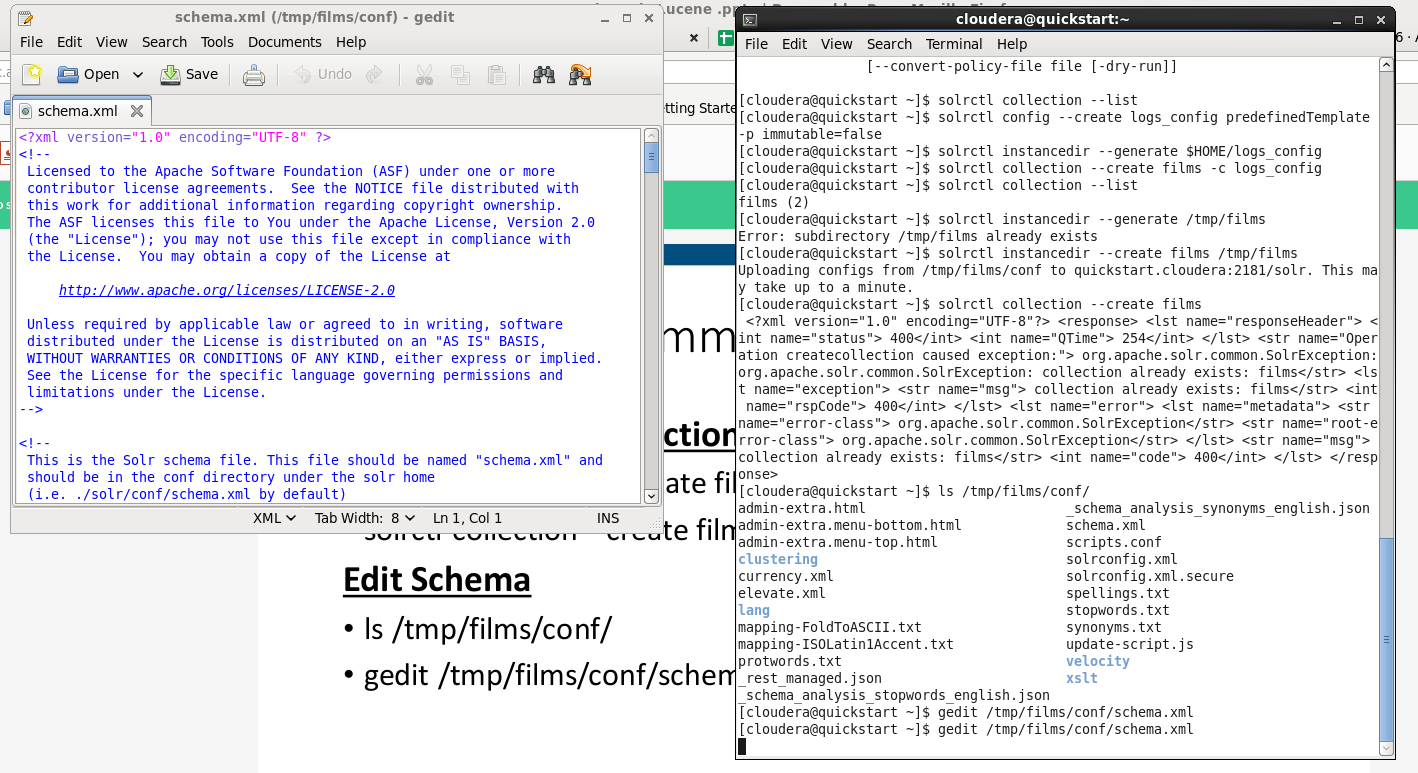 schema.xml (/tmp/films/conf) - gedit
File Edit View Search Tools Documents Help
Open Save Undo
schema.xml
<?xml version="1.0" encoding="UTF-8" ?>
<!--
Licensed to the Apache Software Foundation (ASF) under one or more
contributor license agreements.  See the NOTICE file distributed with
this work for additional information regarding copyright ownership.
The ASF licenses this file to You under the Apache License, Version 2.0
(the "License"); you may not use this file except in compliance with
the License.  You may obtain a copy of the License at
http://www.apache.org/licenses/LICENSE-2.0
Unless required by applicable law or agreed to in writing, software
distributed under the License is distributed on an "AS IS" BASIS,
WITHOUT WARRANTIES OR CONDITIONS OF ANY KIND, either express or implied.
See the License for the specific language governing permissions and
limitations under the License.
-->
<!--
This is the Solr schema file. This file should be named "schema.xml" and
should be in the conf directory under the solr home
(i.e. ./solr/conf/schema.xml by default)
XML Tab Width: 8 Ln 1, Col 1 INS
tting Starte
mm
ction
ate fil
create film
Edit Schema
• ls /tmp/films/conf/
• gedit /tmp/films/conf/schem
cloudera@quickstart:~
File Edit View Search Terminal Help
[--convert-policy-file file [-dry-run]]
[cloudera@quickstart ~]$ solrctl collection --list
[cloudera@quickstart ~]$ solrctl config --create logs_config predefinedTemplate
-p immutable=false
[cloudera@quickstart ~]$ solrctl instancedir --generate $HOME/logs_config
[cloudera@quickstart ~]$ solrctl collection --create films -c logs_config
[cloudera@quickstart ~]$ solrctl collection --list
films (2)
[cloudera@quickstart ~]$ solrctl instancedir --generate /tmp/films
Error: subdirectory /tmp/films already exists
[cloudera@quickstart ~]$ solrctl instancedir --create films /tmp/films
Uploading configs from /tmp/films/conf to quickstart.cloudera:2181/solr. This ma
y take up to a minute.
[cloudera@quickstart ~]$ solrctl collection --create films
<?xml version="1.0" encoding="UTF-8"?> <response> <lst name="responseHeader"> <
int name="status"> 400</int> <int name="QTime"> 254</int> </lst> <str name="Oper
ation createcollection caused exception:"> org.apache.solr.common.SolrException:
org.apache.solr.common.SolrException: collection already exists: films</str> <ls
t name="exception"> <str name="msg"> collection already exists: films</str> <int
name="rspCode"> 400</int> </lst> <lst name="error"> <lst name="metadata"> <str
name="error-class"> org.apache.solr.common.SolrException</str> <str name="root-e
rror-class"> org.apache.solr.common.SolrException</str> </lst> <str name="msg">
collection already exists: films</str> <int name="code"> 400</int> </lst> </resp
onse>
[cloudera@quickstart ~]$ ls /tmp/films/conf/
admin-extra.html _schema_analysis_synonyms_english.json
admin-extra.menu-bottom.html schema.xml
admin-extra.menu-top.html scripts.conf
clustering solrconfig.xml
currency.xml solrconfig.xml.secure
elevate.xml spellings.txt
lang stopwords.txt
mapping-FoldToASCII.txt synonyms.txt
mapping-ISOLatin1Accent.txt update-script.js
protwords.txt velocity
_rest_managed.json xslt
_schema_analysis_stopwords_english.json
[cloudera@quickstart ~]$ gedit /tmp/films/conf/schema.xml
[cloudera@quickstart ~]$ gedit /tmp/films/conf/schema.xml